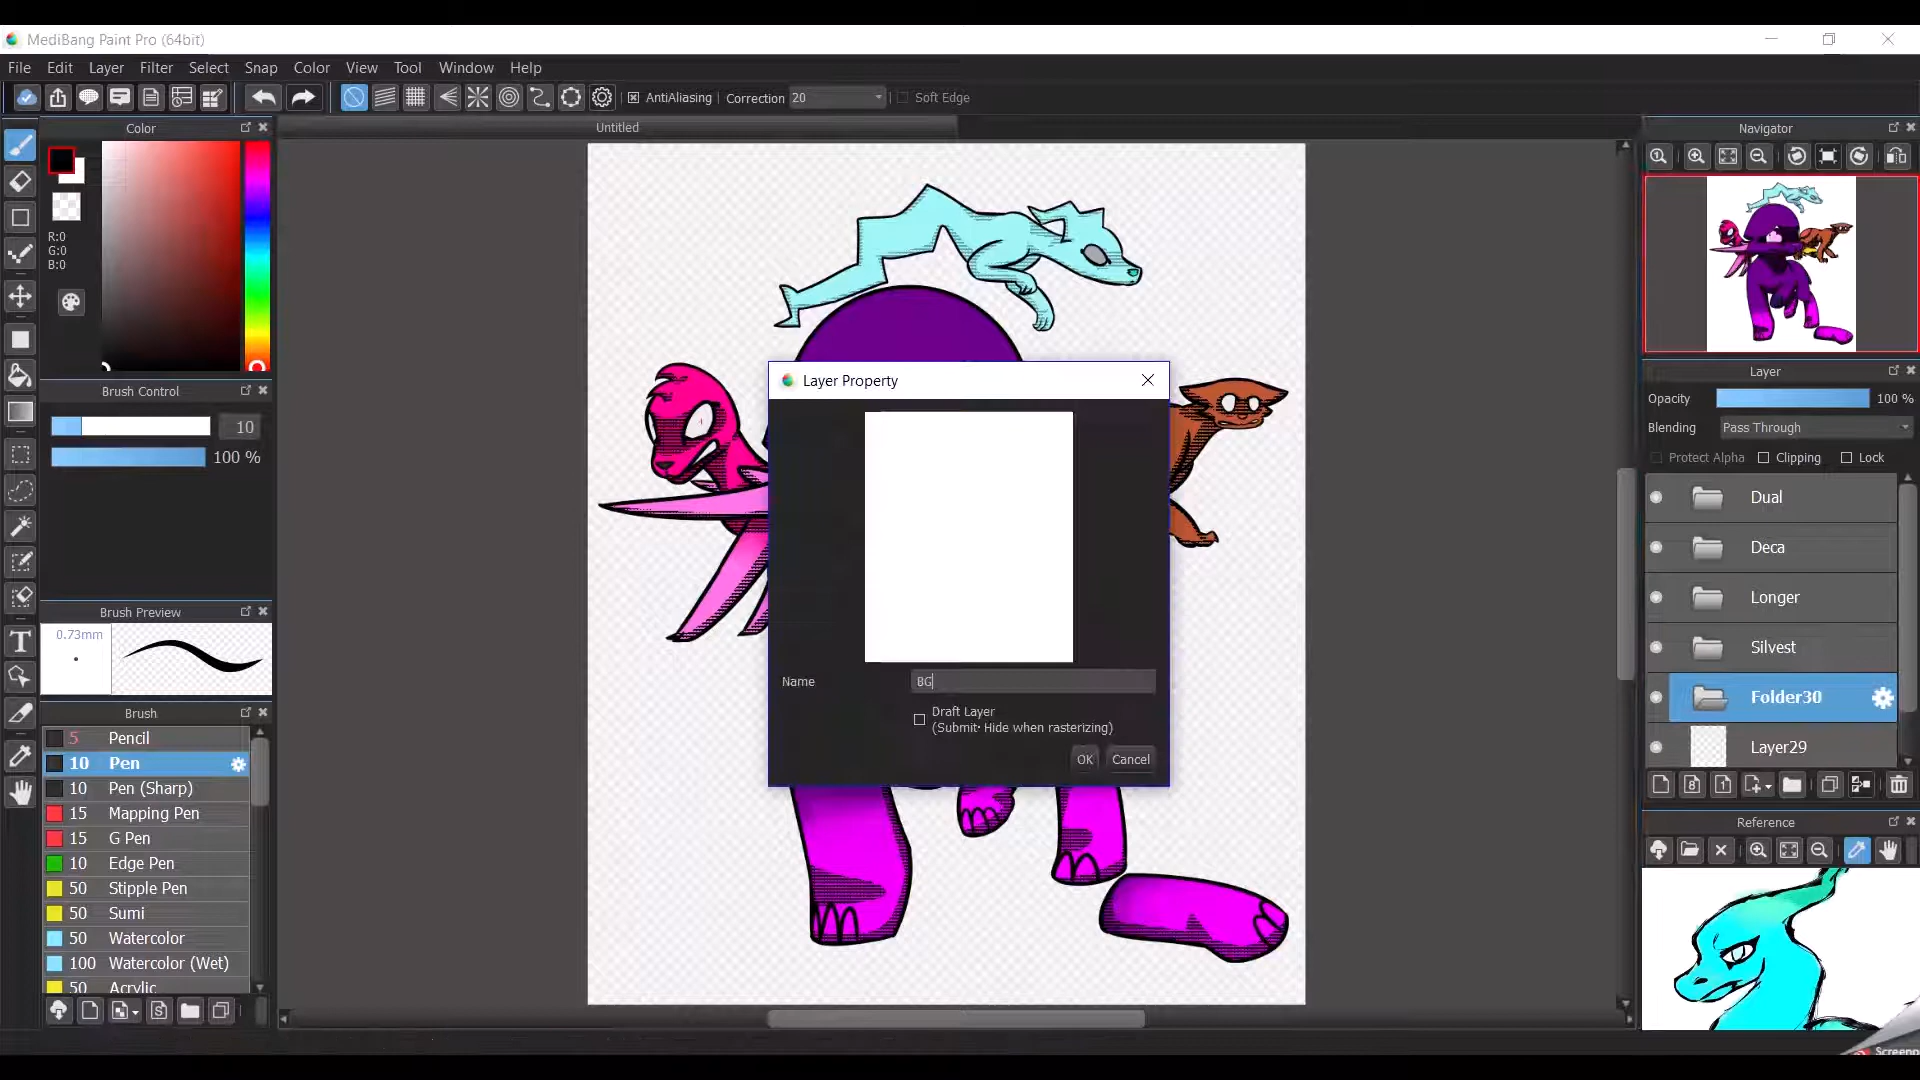 MediBang Paint Pro (64bit)
File Edit Layer Filter Select Snap Color View Tool Window Help
AntiAliasing Correction 20 Soft Edge
Color
Untitled
Navigator
R:0
G:0
B:0
Brush Control
10
100 %
Brush Preview
0.73mm
Brush
5 Pencil
10 Pen
10 Pen (Sharp)
15 Mapping Pen
15 G Pen
10 Edge Pen
50 Stipple Pen
50 Sumi
50 Watercolor
100 Watercolor (Wet)
50 Acrylic
Layer Property
Name BG
Draft Layer
(Submit· Hide when rasterizing)
OK Cancel
Layer
Opacity 100 %
Blending Pass Through
Protect Alpha Clipping Lock
Dual
Deca
Longer
Silvest
Folder30
Layer29
Reference